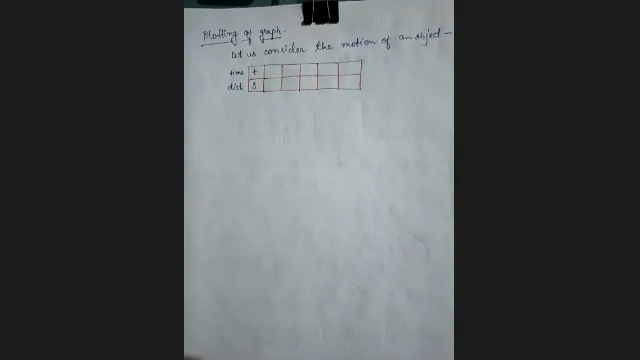 Plotting of graph.
Let us consider the motion of an object -
time t
dist s